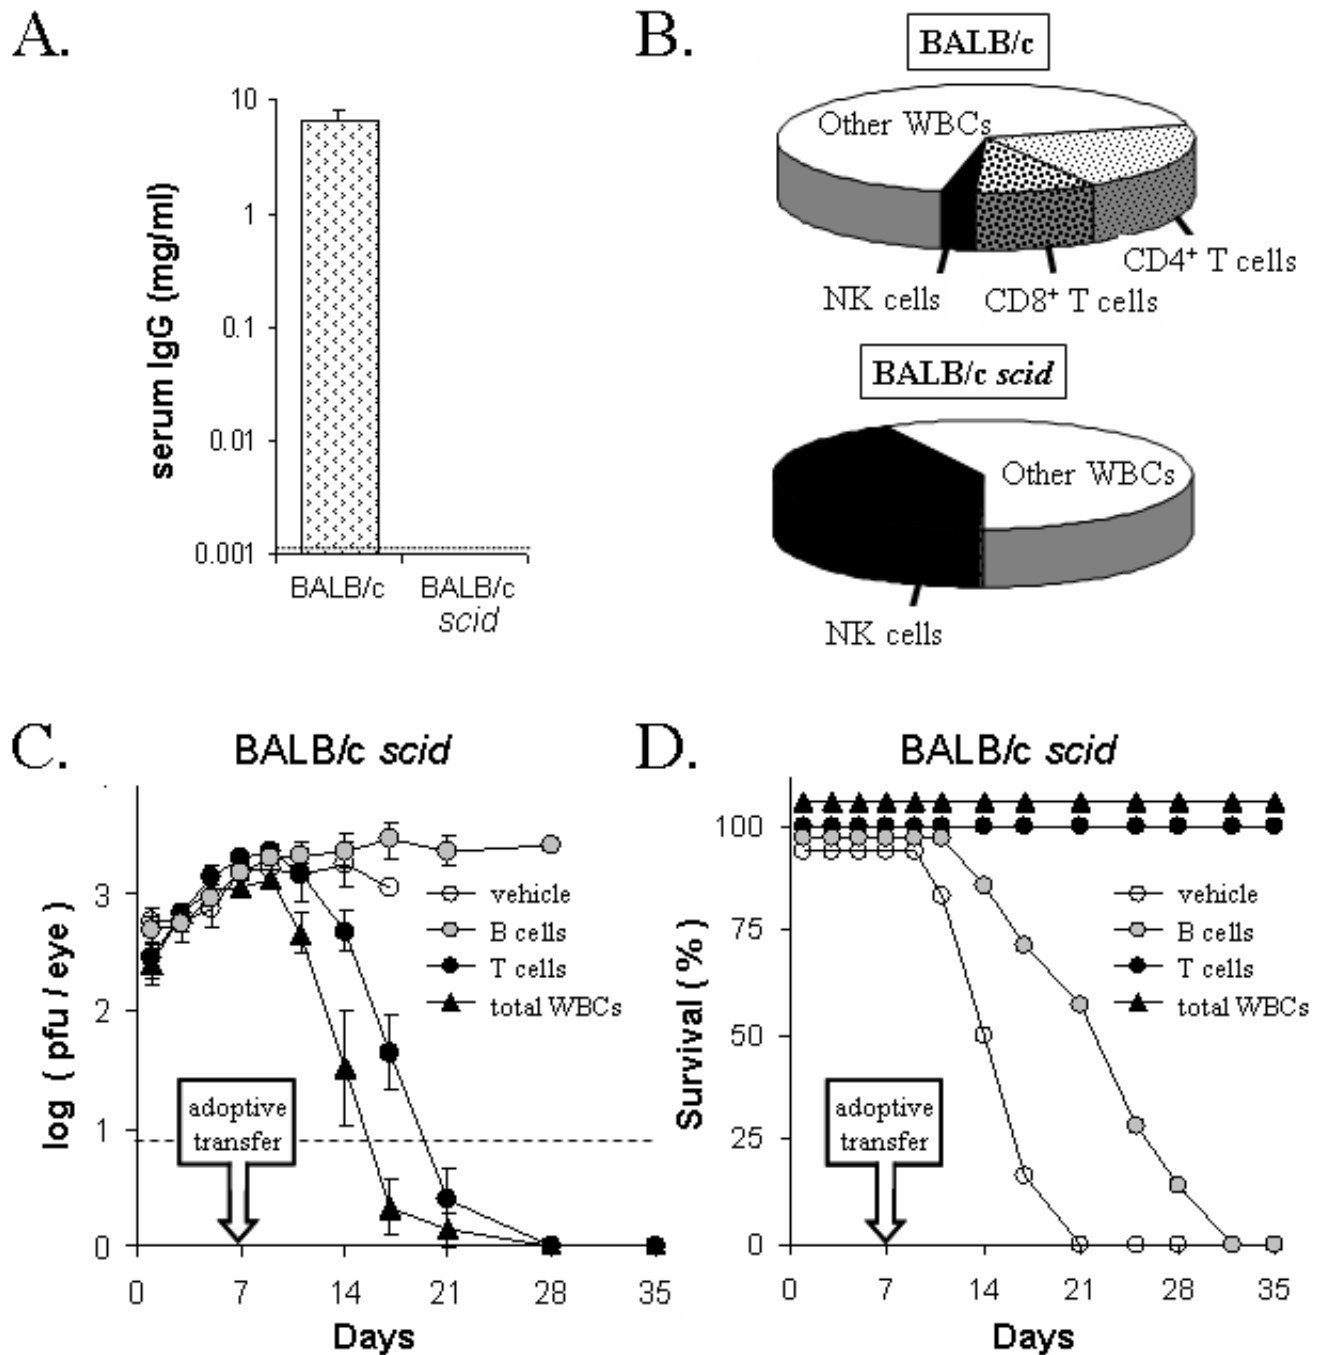 A.
serum IgG (mg/ml)
10
1
0.1
0.01
0.001
BALB/c
BALB/c
scid
B.
BALB/c
Other WBCs
NK cells
CD8+ T cells
CD4+ T cells
BALB/c scid
Other WBCs
NK cells
C.
BALB/c scid
log ( pfu / eye )
3
2
1
0
vehicle
B cells
T cells
total WBCs
adoptive
transfer
0 7 14 21 28 35
Days
D.
BALB/c scid
Survival ( % )
100
75
50
25
0
vehicle
B cells
T cells
total WBCs
adoptive
transfer
0 7 14 21 28 35
Days